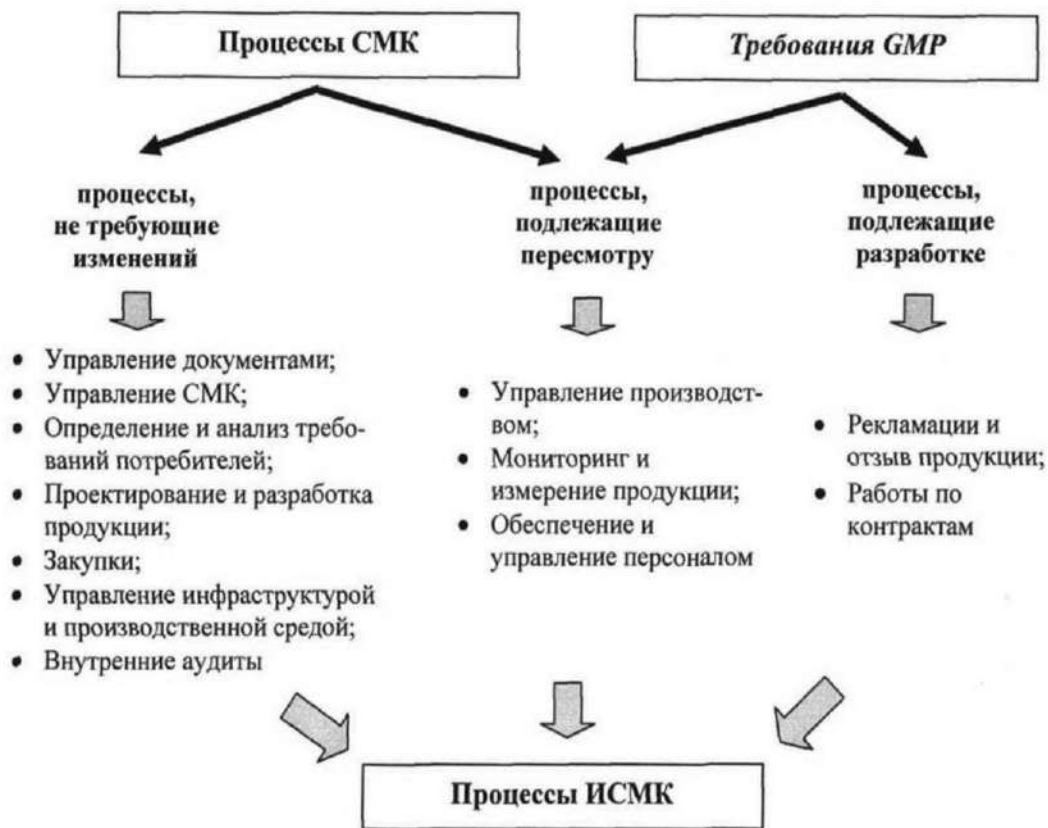 Процессы СМК
Требования GMP
процессы,
не требующие
изменений
процессы,
подлежащие
пересмотру
процессы,
подлежащие
разработке
• Управление документами;
• Управление СМК;
• Определение и анализ требо-
ваний потребителей;
• Проектирование и разработка
продукции;
• Закупки;
• Управление инфраструктурой
и производственной средой;
• Внутренние аудиты
• Управление производст-
вом;
• Мониторинг и
измерение продукции;
• Обеспечение и
управление персоналом
• Рекламации и
отзыв продукции;
• Работы по
контрактам
Процессы ИСМК